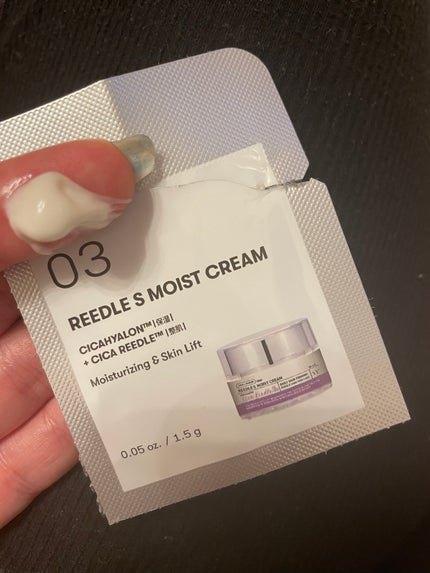 03
REEDLE S MOIST CREAM
CICAHYALON™ |保湿|
+ CICA REEDLE™ |整肌|
Moisturizing & Skin Lift
REEDLE S MOIST CREAM
0.05 oz. / 1.5 g